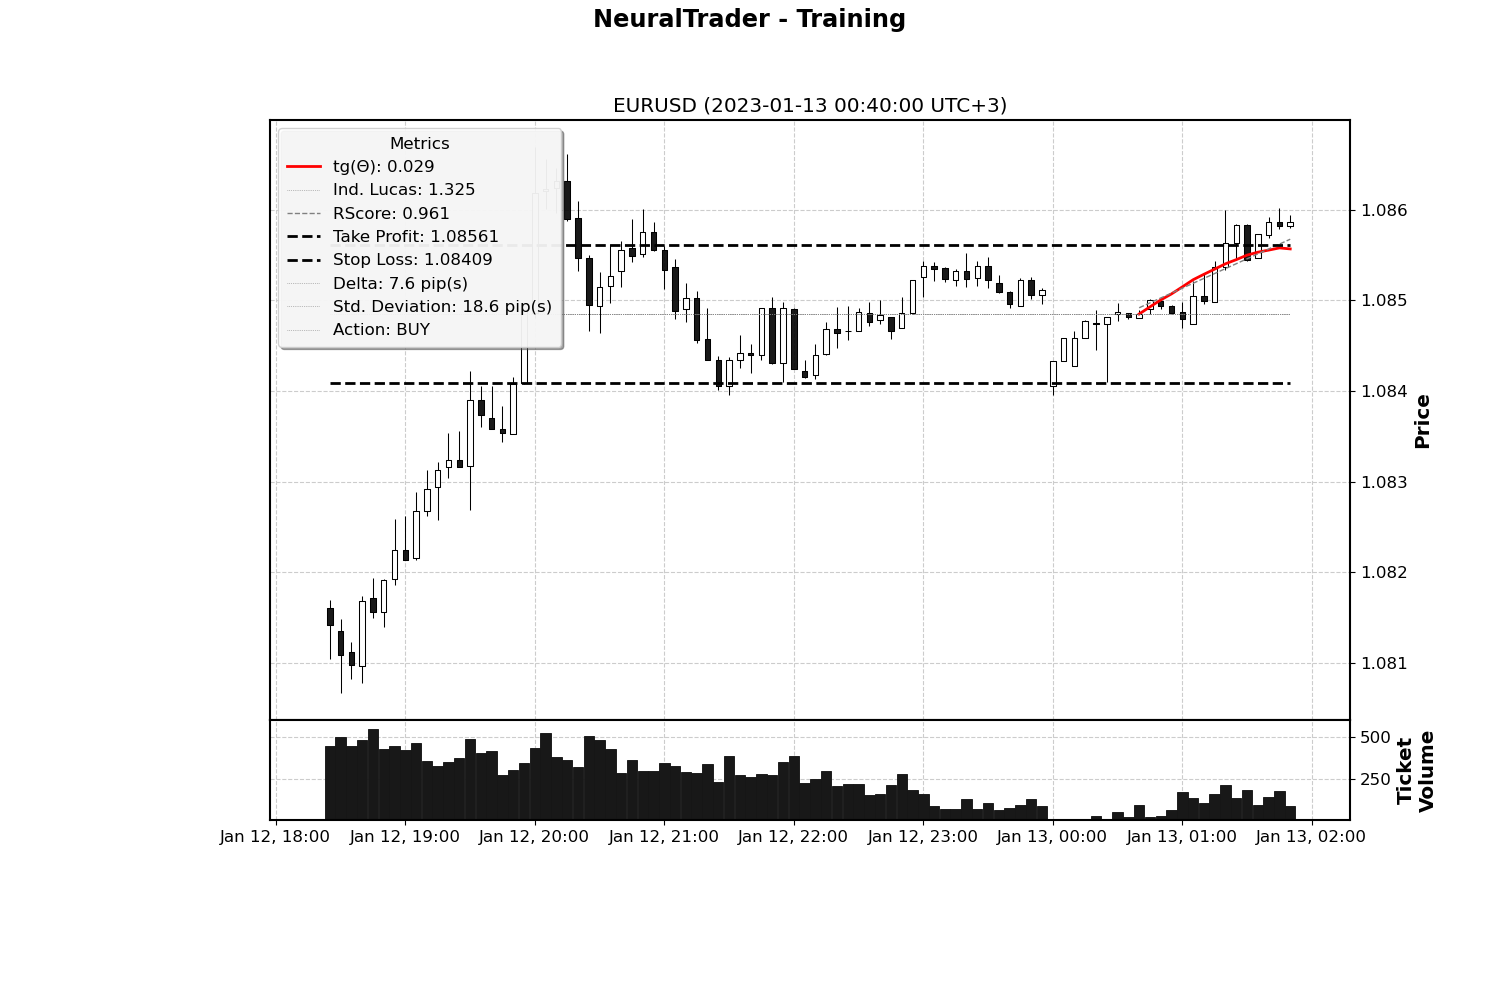 NeuralTrader - Training
EURUSD (2023-01-13 00:40:00 UTC+3)
Metrics
tg(Θ): 0.029
Ind. Lucas: 1.325
RScore: 0.961
Take Profit: 1.08561
Stop Loss: 1.08409
Delta: 7.6 pip(s)
Std. Deviation: 18.6 pip(s)
Action: BUY
1.086
1.085
1.084
1.083
1.082
1.081
Price
500
250
Ticket
Volume
Jan 12, 18:00 Jan 12, 19:00 Jan 12, 20:00 Jan 12, 21:00 Jan 12, 22:00 Jan 12, 23:00 Jan 13, 00:00 Jan 13, 01:00 Jan 13, 02:00